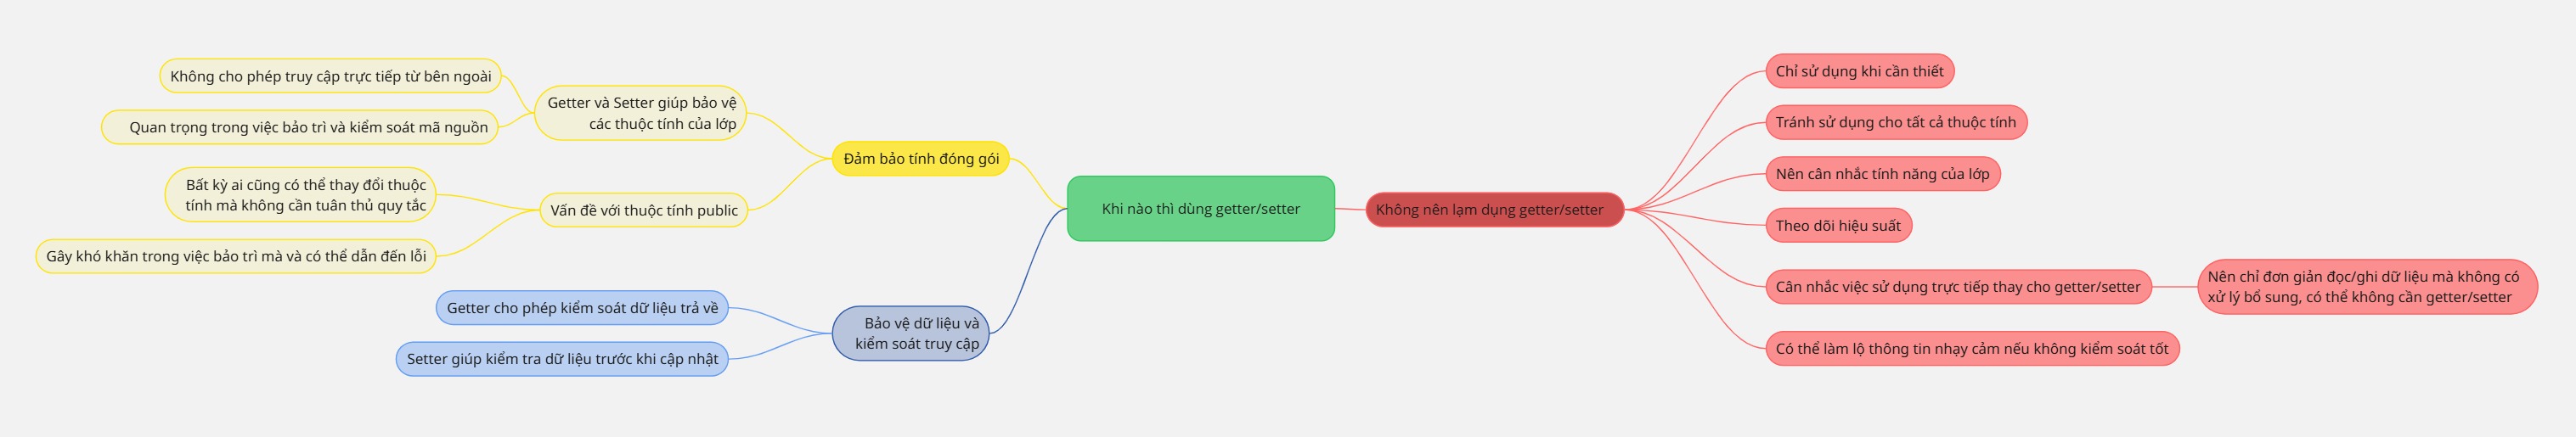 Khi nào thì dùng getter/setter
Đảm bảo tính đóng gói
Getter và Setter giúp bảo vệ
các thuộc tính của lớp
Không cho phép truy cập trực tiếp từ bên ngoài
Quan trọng trong việc bảo trì và kiểm soát mã nguồn
Vấn đề với thuộc tính public
Bất kỳ ai cũng có thể thay đổi thuộc
tính mà không cần tuân thủ quy tắc
Gây khó khăn trong việc bảo trì mà và có thể dẫn đến lỗi
Bảo vệ dữ liệu và
kiểm soát truy cập
Getter cho phép kiểm soát dữ liệu trả về
Setter giúp kiểm tra dữ liệu trước khi cập nhật
Không nên lạm dụng getter/setter
Chỉ sử dụng khi cần thiết
Tránh sử dụng cho tất cả thuộc tính
Nên cân nhắc tính năng của lớp
Theo dõi hiệu suất
Cân nhắc việc sử dụng trực tiếp thay cho getter/setter
Nên chỉ đơn giản đọc/ghi dữ liệu mà không có
xử lý bổ sung, có thể không cần getter/setter
Có thể làm lộ thông tin nhạy cảm nếu không kiểm soát tốt